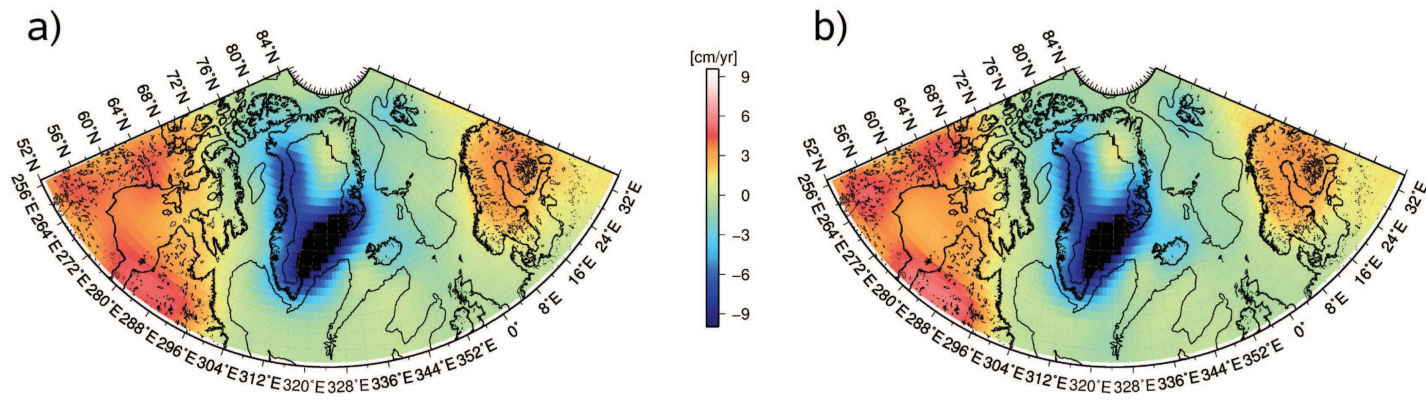 a)
84°N
80°N
76°N
72°N
68°N
64°N
60°N
56°N
52°N
256°E
264°E
272°E
280°E
288°E
296°E
304°E
312°E
320°E
328°E
336°E
344°E
352°E
0°
8°E
16°E
24°E
32°E
[cm/yr]
9
6
3
0
−3
−6
−9
b)
84°N
80°N
76°N
72°N
68°N
64°N
60°N
56°N
52°N
256°E
264°E
272°E
280°E
288°E
296°E
304°E
312°E
320°E
328°E
336°E
344°E
352°E
0°
8°E
16°E
24°E
32°E